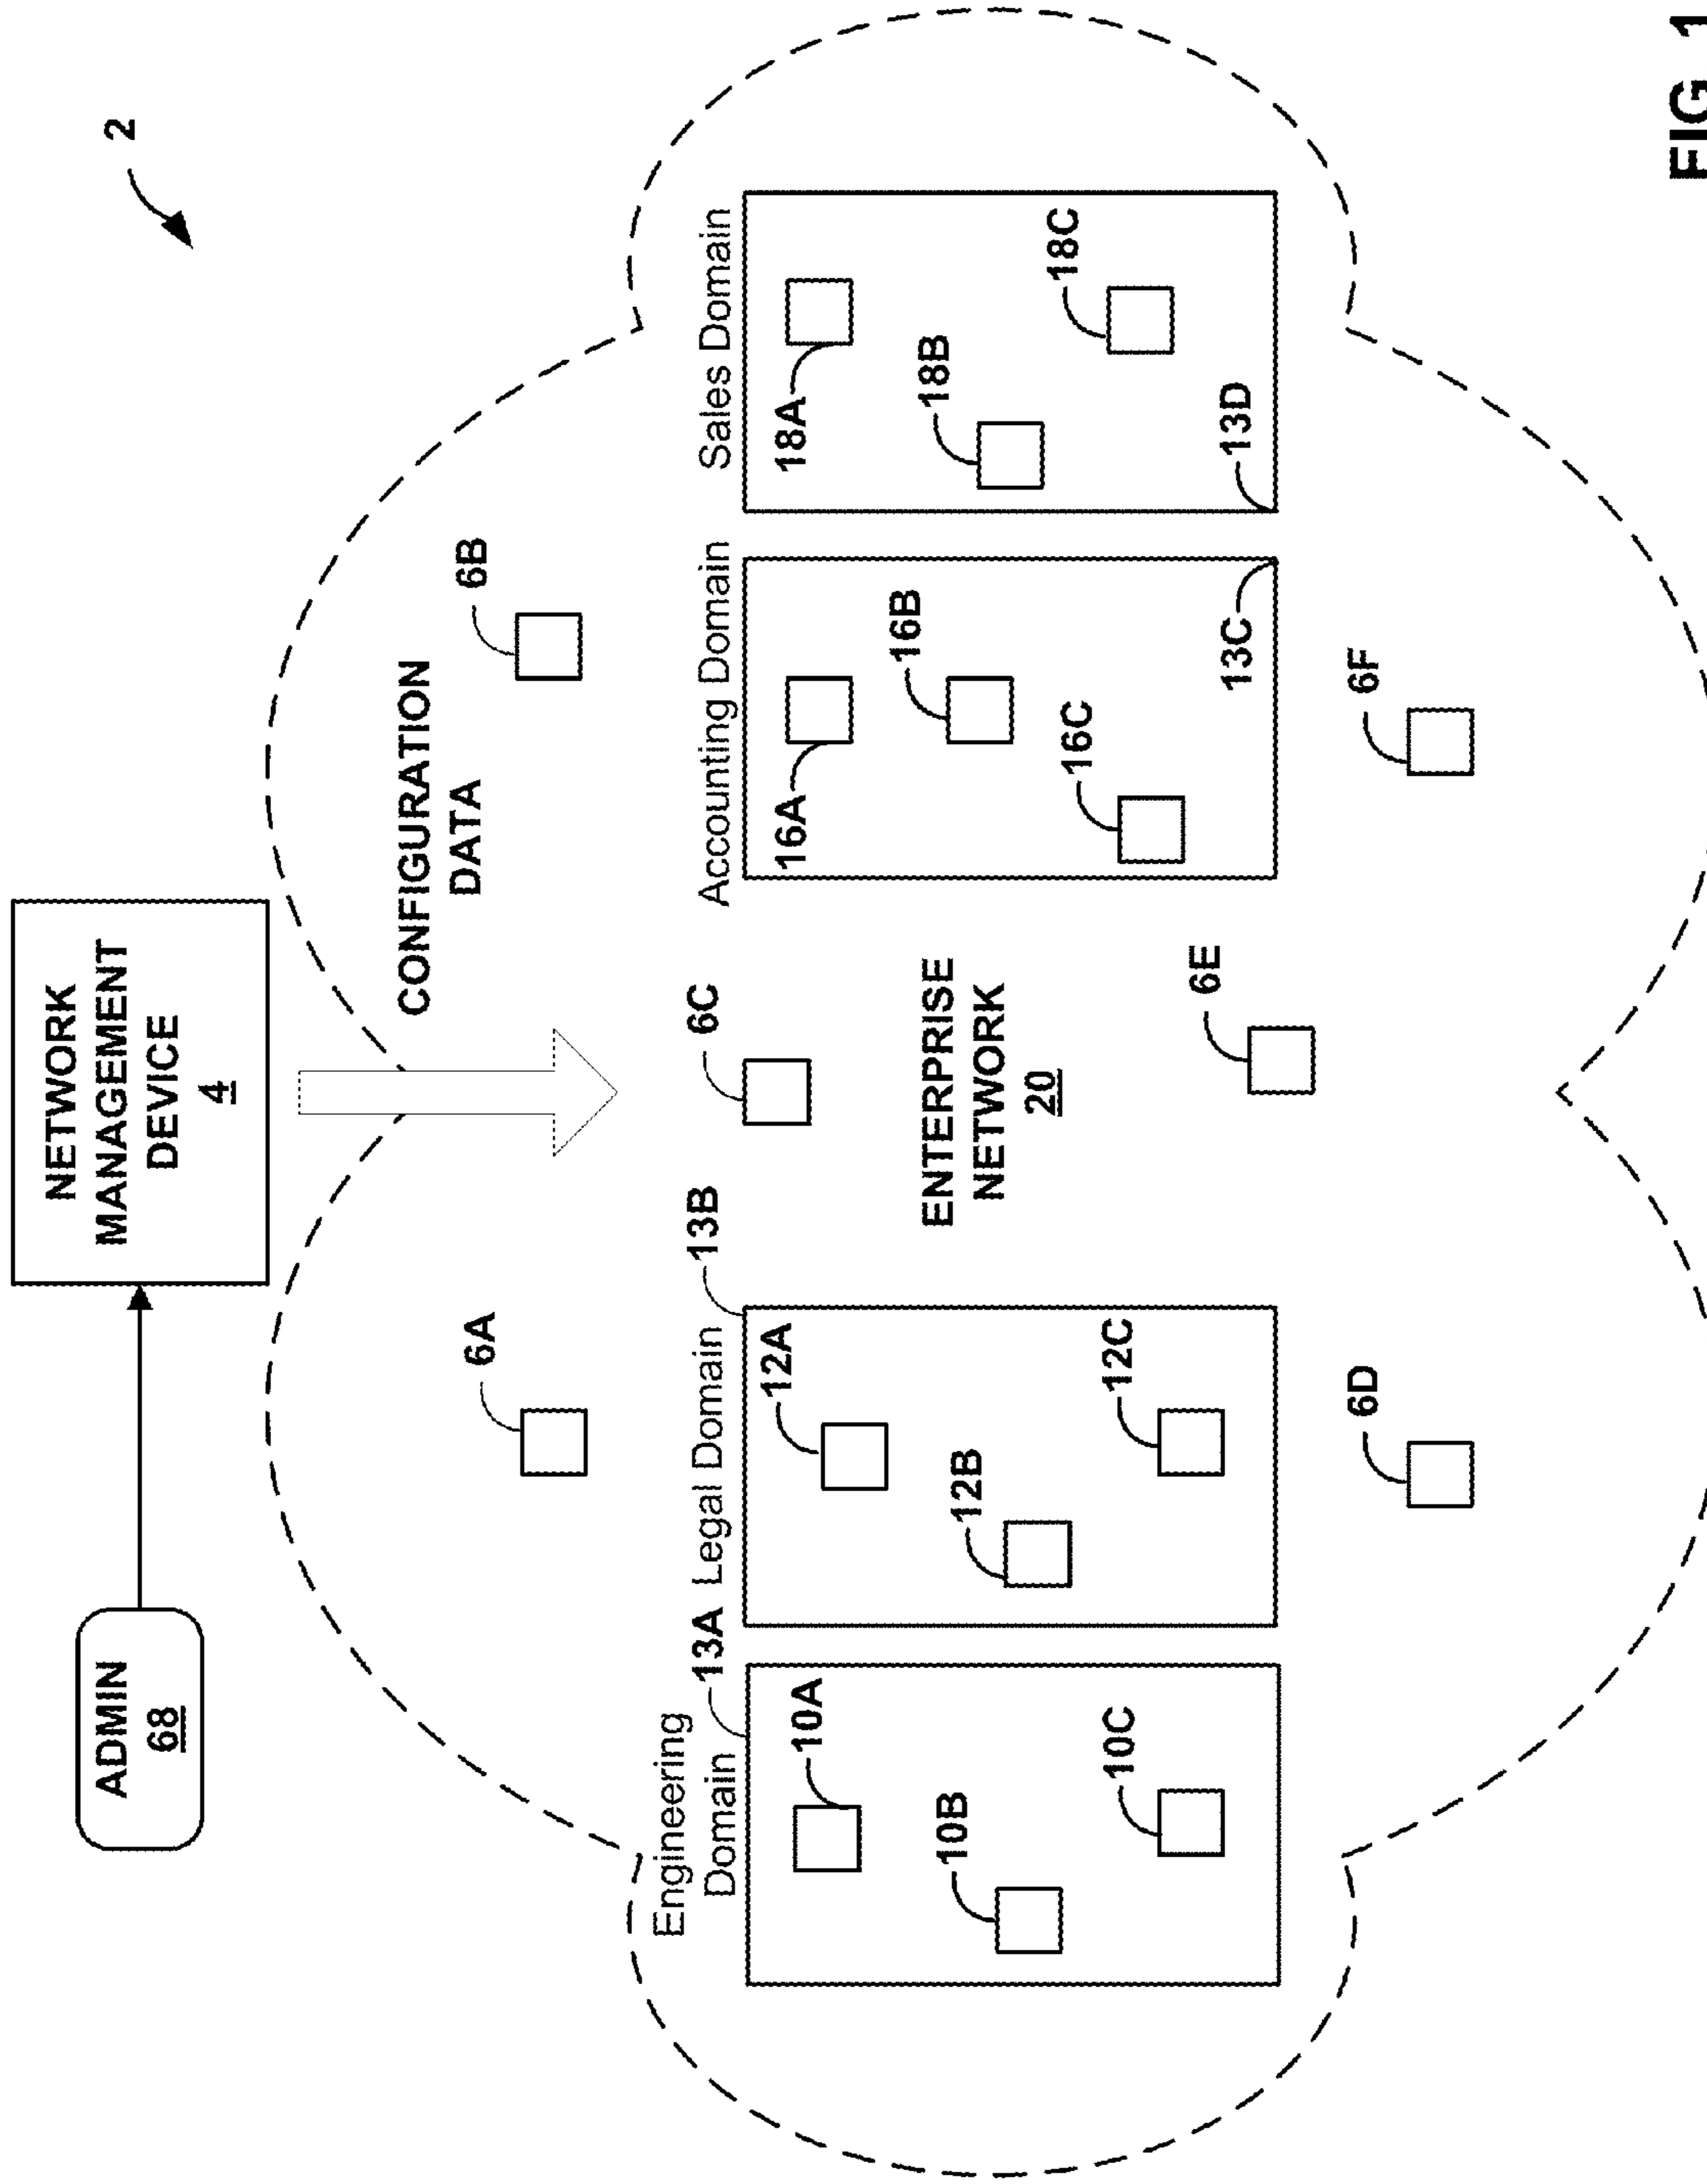 2
ADMIN
68
NETWORK
MANAGEMENT
DEVICE
4
CONFIGURATION
DATA
6A
6B
6C
Engineering
Domain
13A
Legal Domain
13B
Accounting Domain
Sales Domain
10A
10B
10C
12A
12B
12C
ENTERPRISE
NETWORK
20
16A
16B
16C
13C
18A
18B
18C
13D
6D
6E
6F
FIG. 1